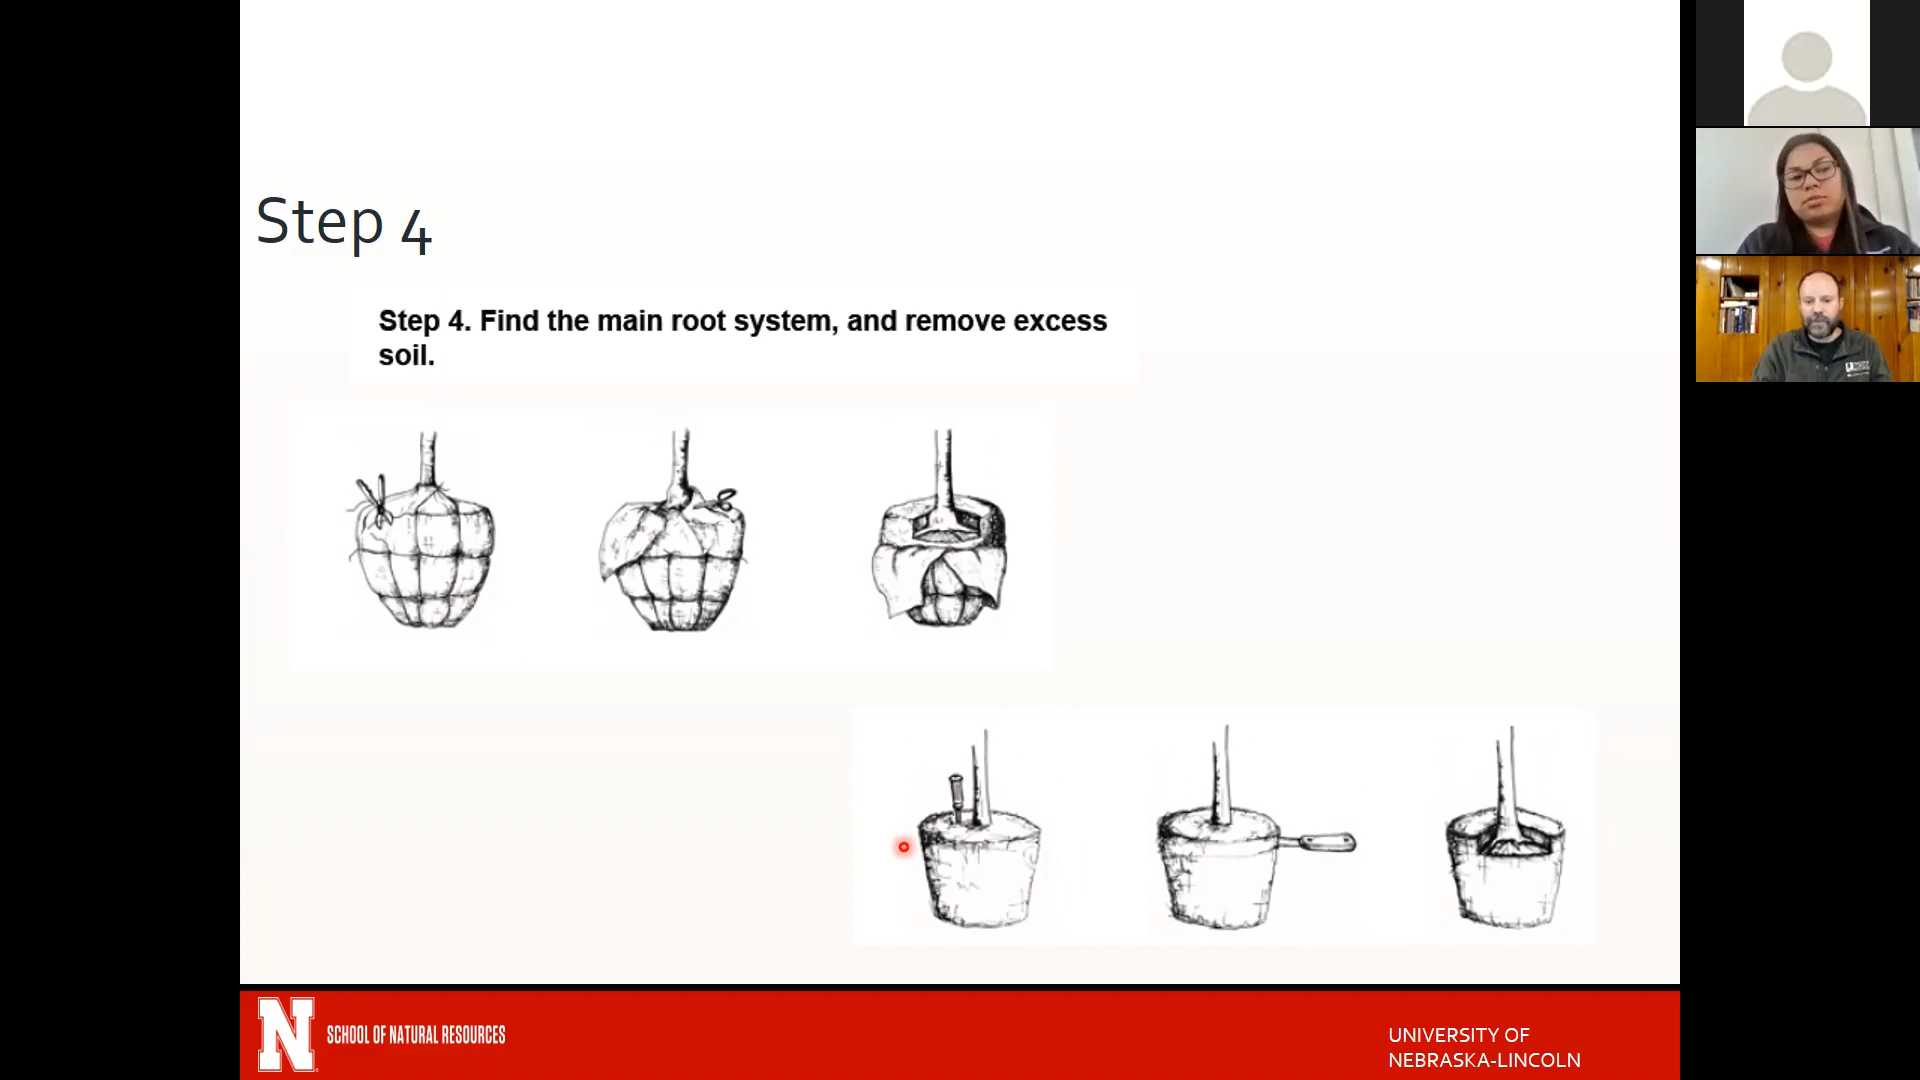 Step 4
Step 4. Find the main root system, and remove excess
soil.
N
SCHOOL OF NATURAL RESOURCES
UNIVERSITY OF
NEBRASKA-LINCOLN